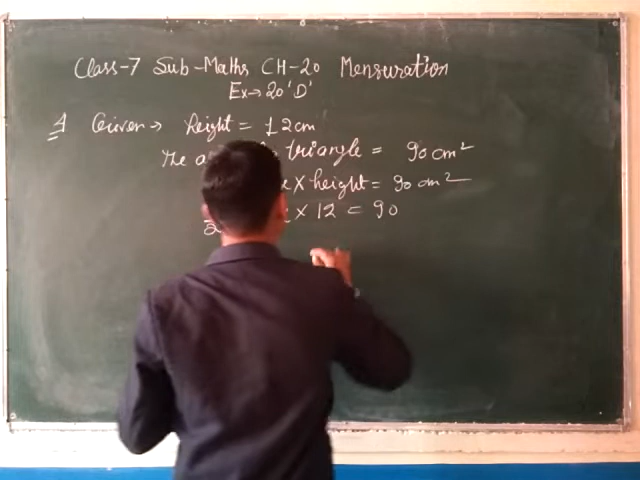 Class-7 Sub-Maths CH-20 Mensuration
Ex→ 20 'D'
4 Given → Height = 12cm
The triangle = 90 cm²
x height = 90 cm²
x 12 = 90